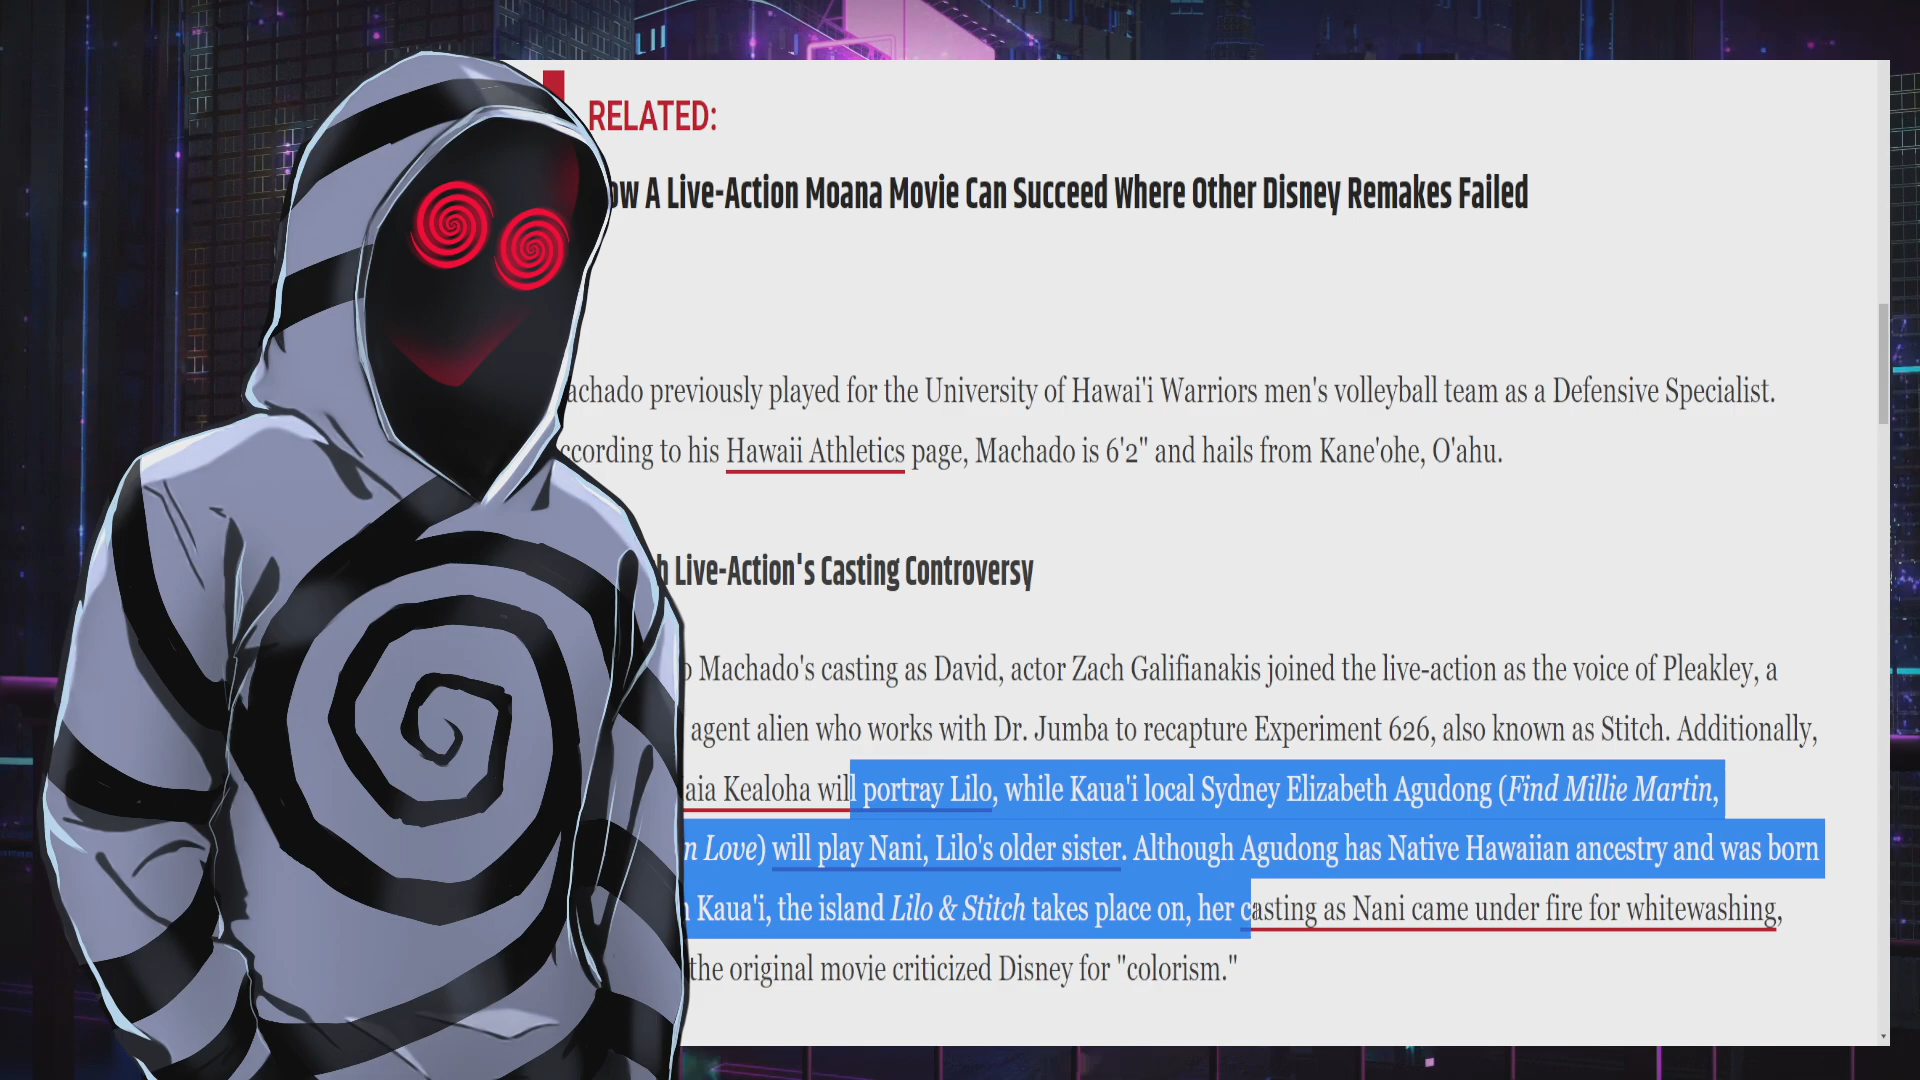 RELATED:
ow A Live-Action Moana Movie Can Succeed Where Other Disney Remakes Failed
achado previously played for the University of Hawai'i Warriors men's volleyball team as a Defensive Specialist.
ccording to his Hawaii Athletics page, Machado is 6'2" and hails from Kane'ohe, O'ahu.
h Live-Action's Casting Controversy
o Machado's casting as David, actor Zach Galifianakis joined the live-action as the voice of Pleakley, a
agent alien who works with Dr. Jumba to recapture Experiment 626, also known as Stitch. Additionally,
aia Kealoha will portray Lilo, while Kaua'i local Sydney Elizabeth Agudong (Find Millie Martin,
n Love) will play Nani, Lilo's older sister. Although Agudong has Native Hawaiian ancestry and was born
n Kaua'i, the island Lilo & Stitch takes place on, her casting as Nani came under fire for whitewashing,
the original movie criticized Disney for "colorism."